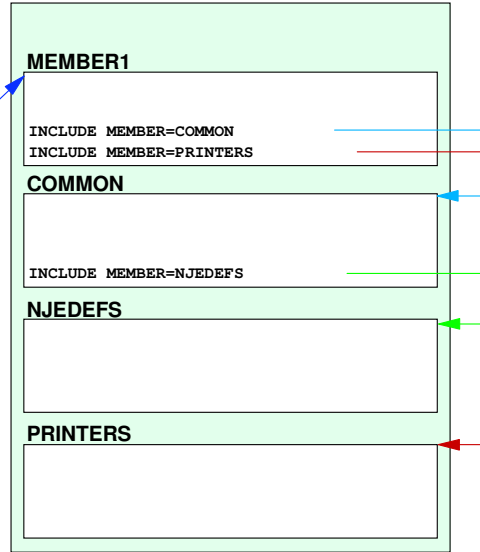 MEMBER1
INCLUDE MEMBER=COMMON
INCLUDE MEMBER=PRINTERS
COMMON
INCLUDE MEMBER=NJEDEFS
NJEDEFS
PRINTERS